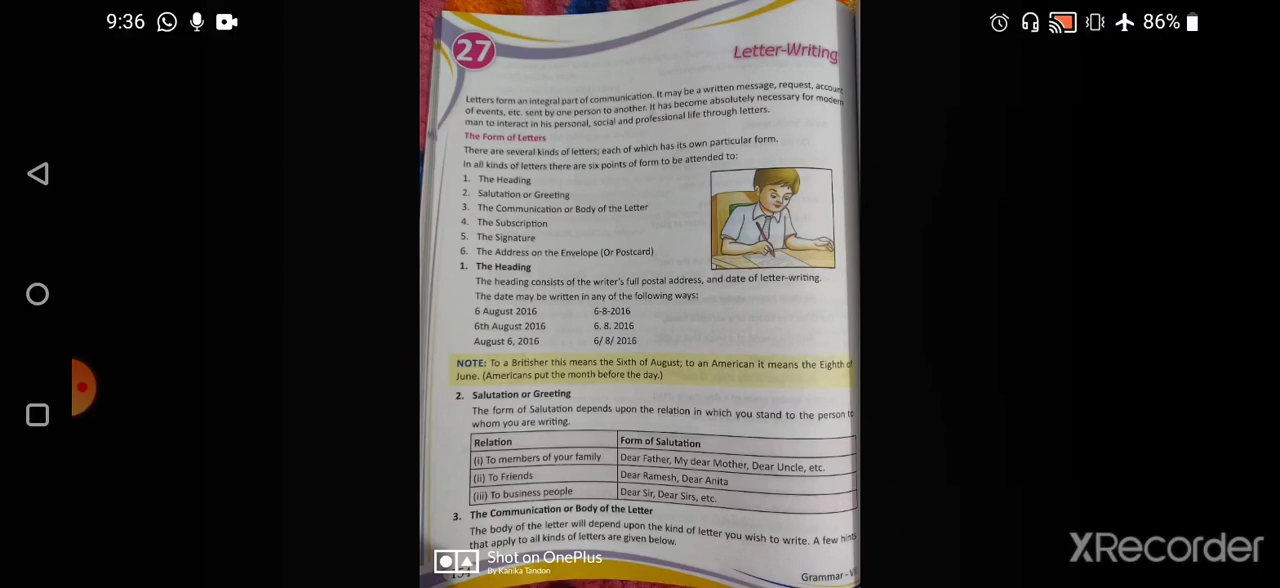 9:36
86%
27
Letter-Writing
Letters form an integral part of communication. It may be a written message, request, account
of events, etc. sent by one person to another. It has become absolutely necessary for modern
man to interact in his personal, social and professional life through letters.
The Form of Letters
There are several kinds of letters; each of which has its own particular form.
In all kinds of letters there are six points of form to be attended to:
1. The Heading
2. Salutation or Greeting
3. The Communication or Body of the Letter
4. The Subscription
5. The Signature
6. The Address on the Envelope (Or Postcard)
1. The Heading
The heading consists of the writer's full postal address, and date of letter-writing.
The date may be written in any of the following ways:
6 August 2016 6-8-2016
6th August 2016 6. 8. 2016
August 6, 2016 6/ 8/ 2016
NOTE: To a Britisher this means the Sixth of August; to an American it means the Eighth of
June. (Americans put the month before the day.)
2. Salutation or Greeting
The form of Salutation depends upon the relation in which you stand to the person to
whom you are writing.
Relation Form of Salutation
(i) To members of your family Dear Father, My dear Mother, Dear Uncle, etc.
(ii) To Friends Dear Ramesh, Dear Anita
(iii) To business people Dear Sir, Dear Sirs, etc.
3. The Communication or Body of the Letter
The body of the letter will depend upon the kind of letter you wish to write. A few hints
that apply to all kinds of letters are given below.
Shot on OnePlus
By Kanika Tandon
Grammar - V
XRecorder